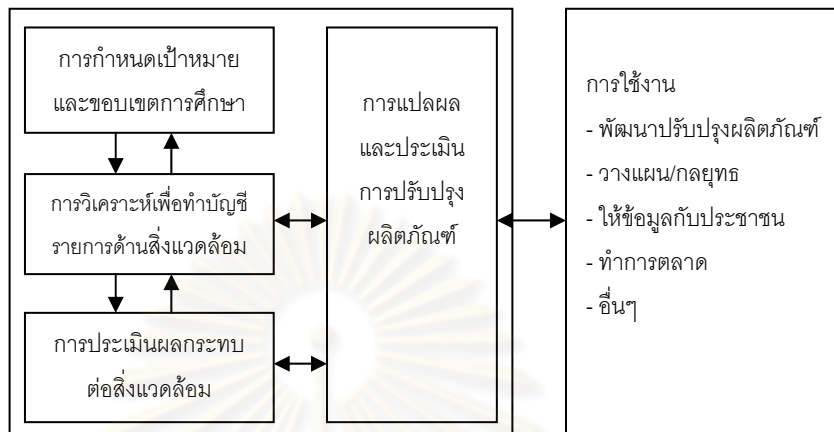 การกำหนดเป้าหมาย
และขอบเขตการศึกษา
การวิเคราะห์เพื่อทำบัญชี
รายการด้านสิ่งแวดล้อม
การประเมินผลกระทบ
ต่อสิ่งแวดล้อม
การแปลผล
และประเมิน
การปรับปรุง
ผลิตภัณฑ์
การใช้งาน
- พัฒนาปรับปรุงผลิตภัณฑ์
- วางแผน/กลยุทธ
- ให้ข้อมูลกับประชาชน
- ทำการตลาด
- อื่นๆ